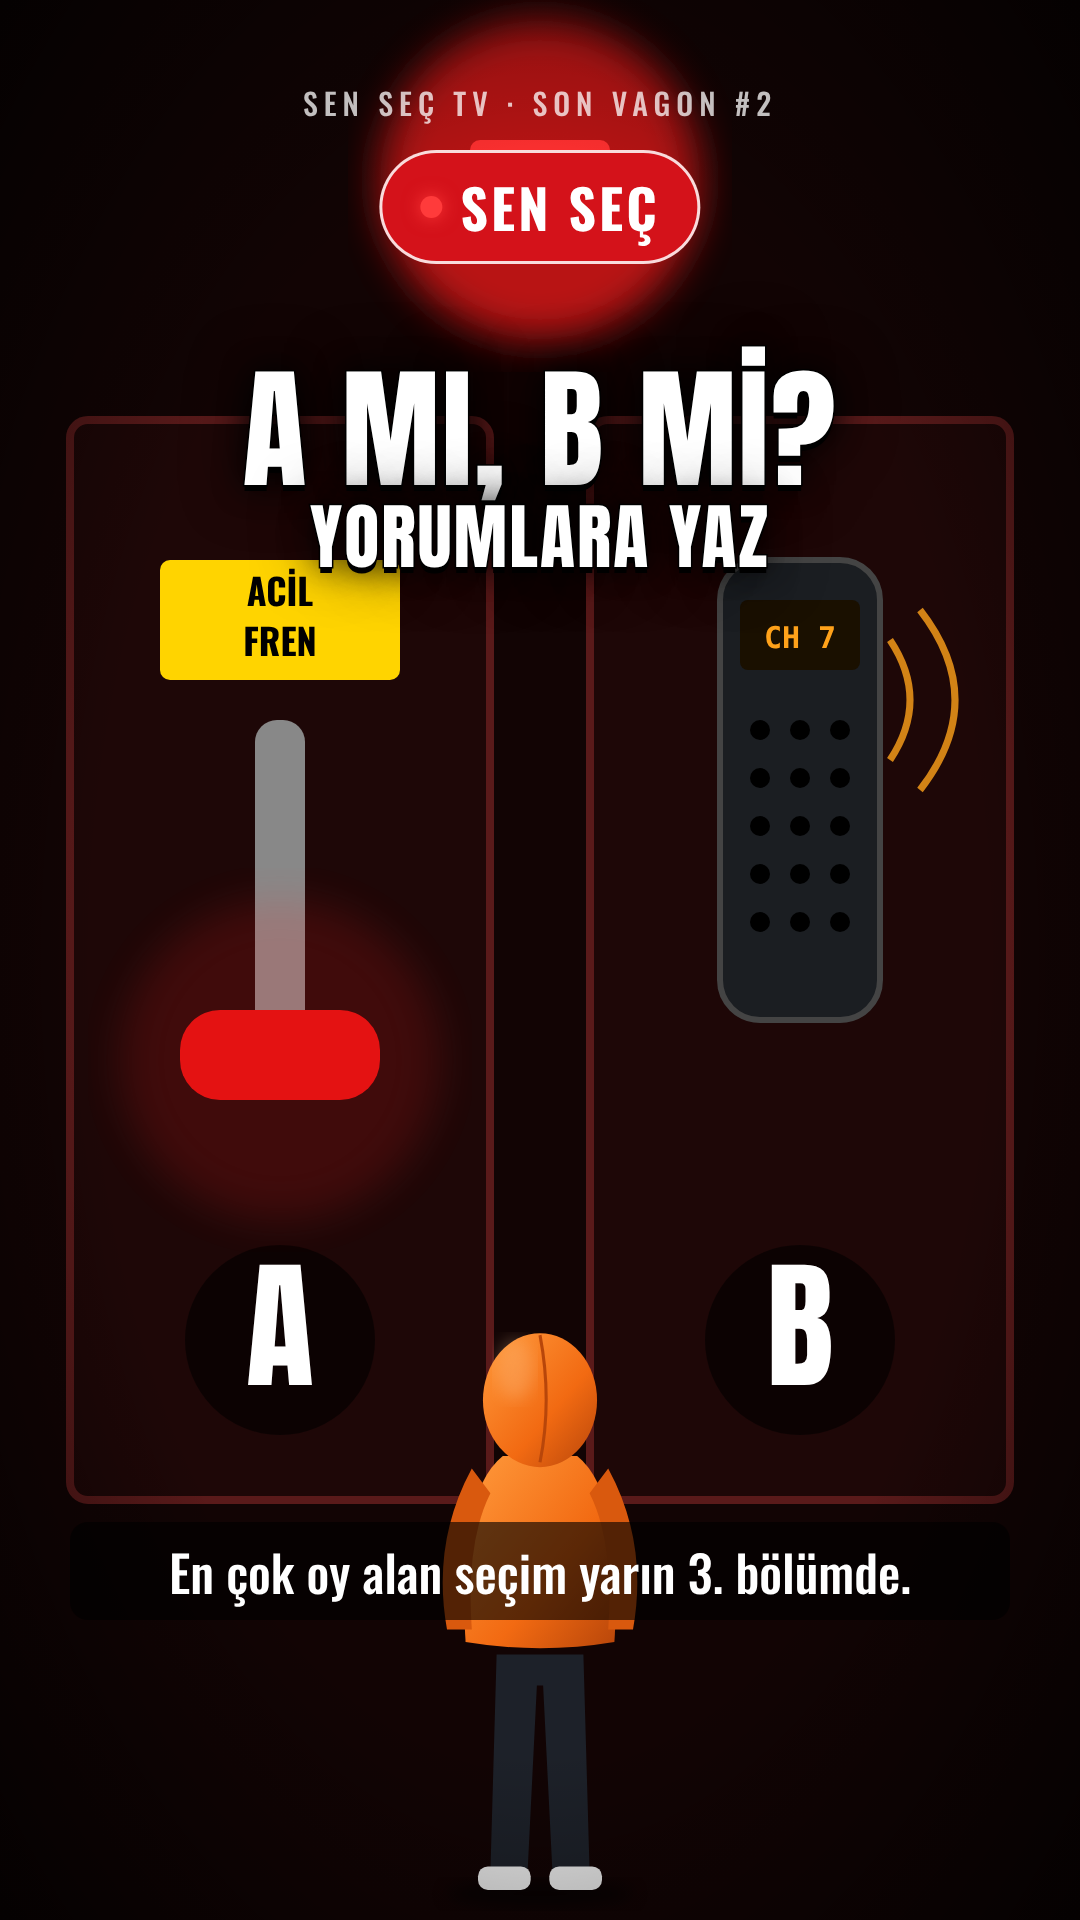 SEN SEÇ TV · SON VAGON #2
SEN SEÇ
A MI, B Mİ?
YORUMLARA YAZ
ACİL
FREN
CH 7
A
B
En çok oy alan seçim yarın 3. bölümde.